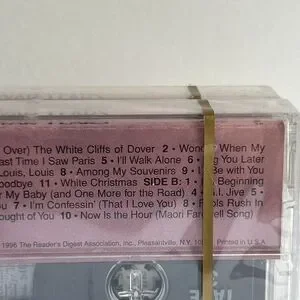 Over) The White Cliffs of Dover 2 • Wonder When My
ast Time I Saw Paris 5 • I'll Walk Alone 6 • g You Later
Louis, Louis 8 • Among My Souvenirs 9 • Be with You
oodbye 11 • White Christmas SIDE B: 1 • Beginning
r My Baby (and One More for the Road) 4 • .I. Jive 5
You 7 • I'm Confessin' (That I Love You) 8 • Fools Rush In
ought of You 10 • Now Is the Hour (Maori Farewell Song)
1996 The Reader's Digest Association, Inc., Pleasantville, N.Y. 10 Printed in U.S.A.